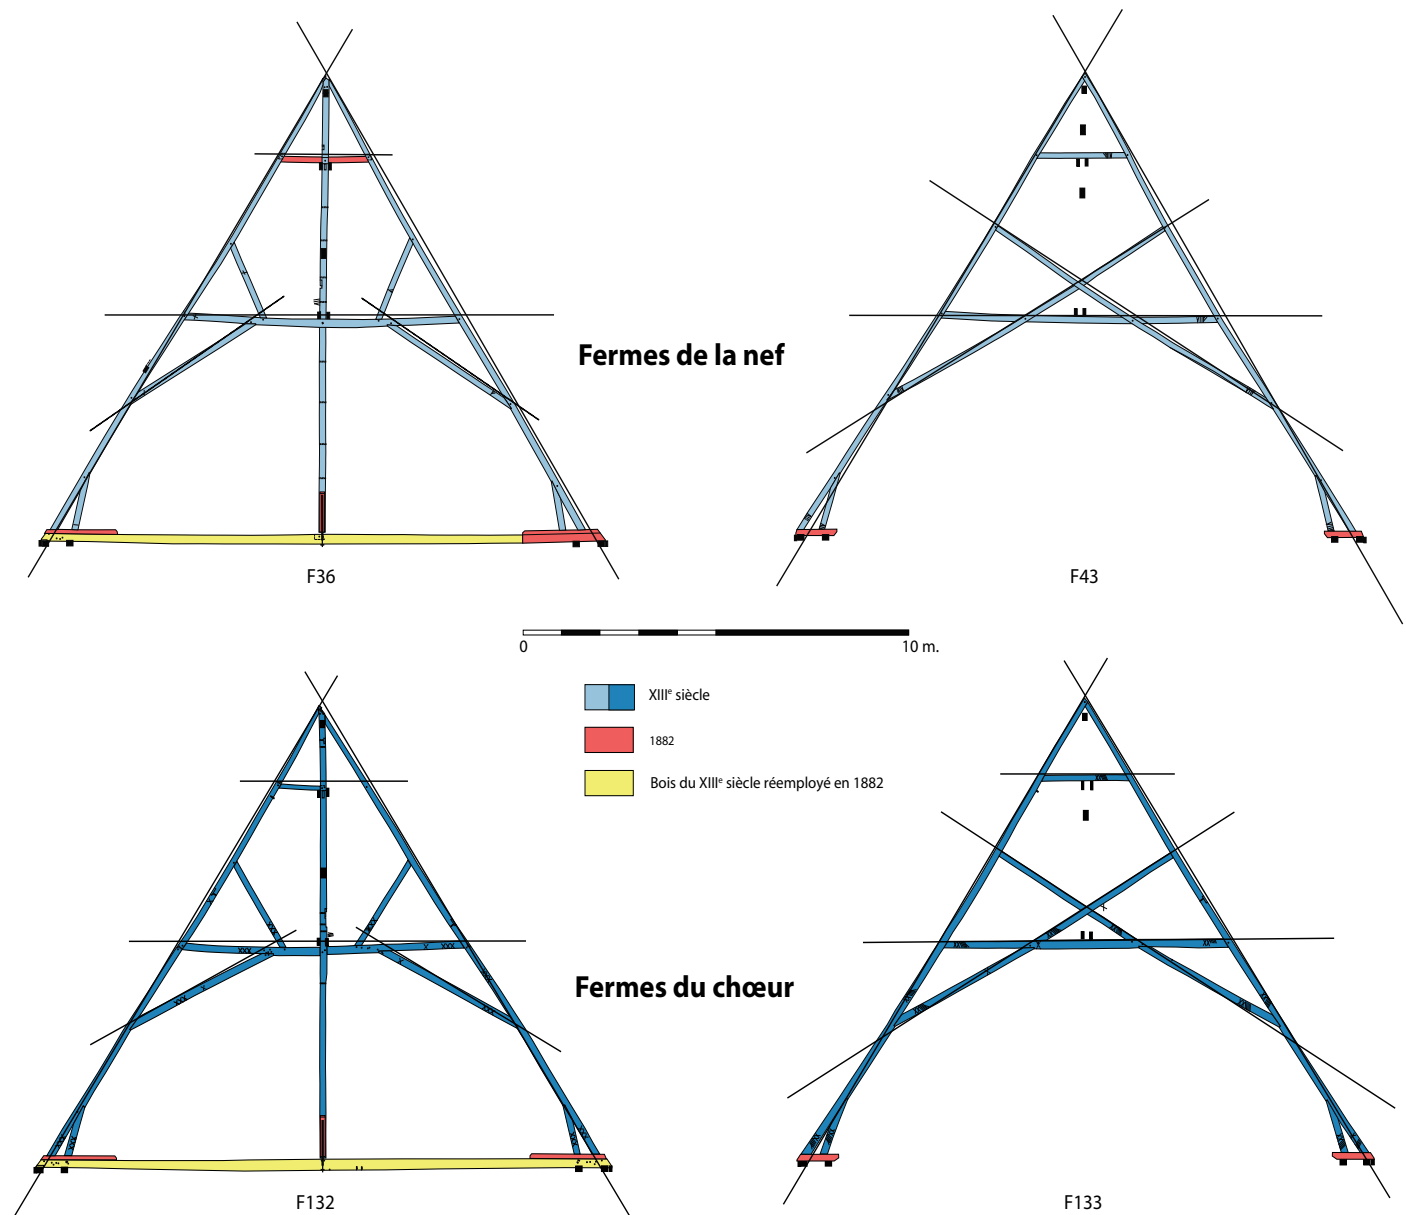 Fermes de la nef
F36
F43
0
10 m.
XIIIᵉ siècle
1882
Bois du XIIIᵉ siècle réemployé en 1882
Fermes du chœur
F132
F133